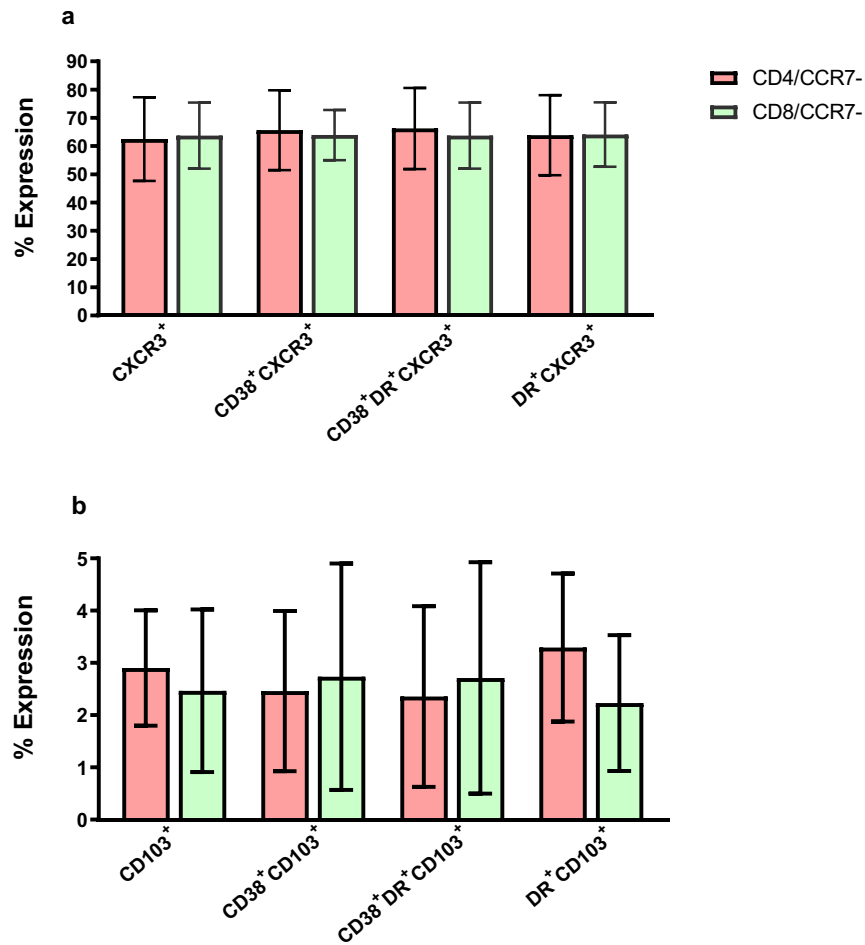 a
% Expression
90
80
70
60
50
40
30
20
10
0
CXCR3⁺
CD38⁺CXCR3⁺
CD38⁺DR⁺CXCR3⁺
DR⁺CXCR3⁺
CD4/CCR7-
CD8/CCR7-
b
% Expression
5
4
3
2
1
0
CD103⁺
CD38⁺CD103⁺
CD38⁺DR⁺CD103⁺
DR⁺CD103⁺